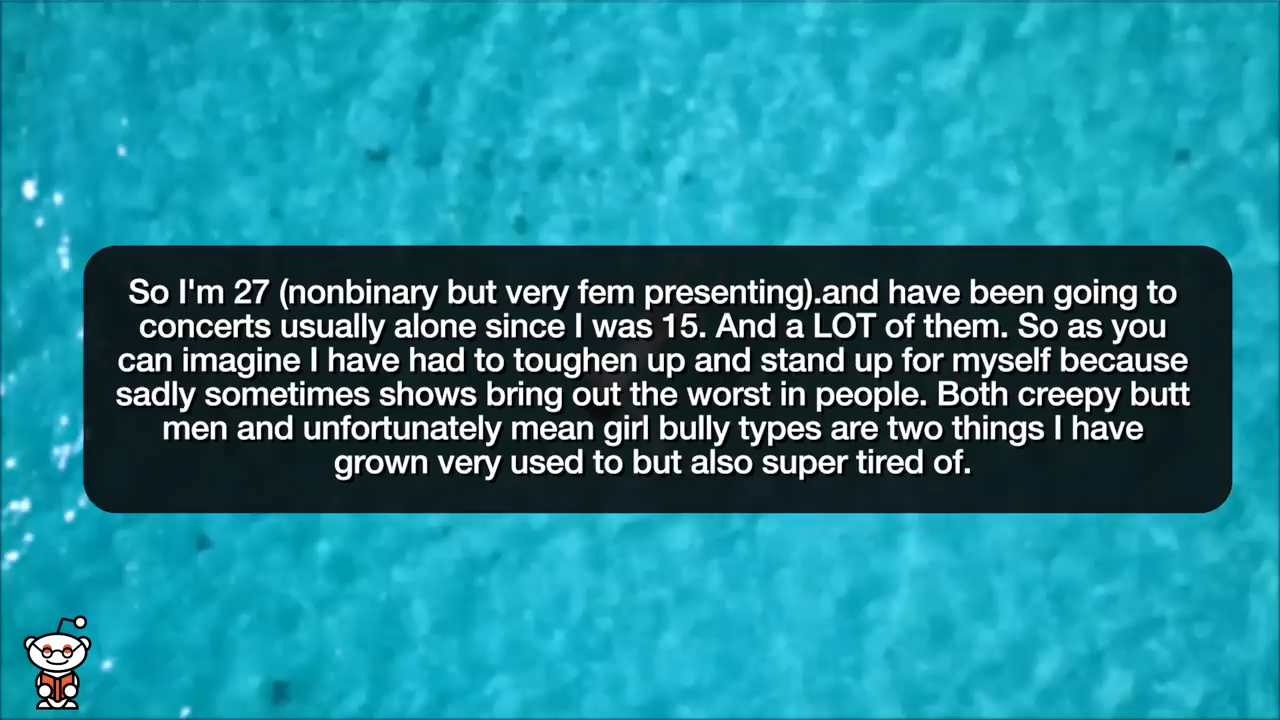 So I'm 27 (nonbinary but very fem presenting).and have been going to
concerts usually alone since I was 15. And a LOT of them. So as you
can imagine I have had to toughen up and stand up for myself because
sadly sometimes shows bring out the worst in people. Both creepy butt
men and unfortunately mean girl bully types are two things I have
grown very used to but also super tired of.